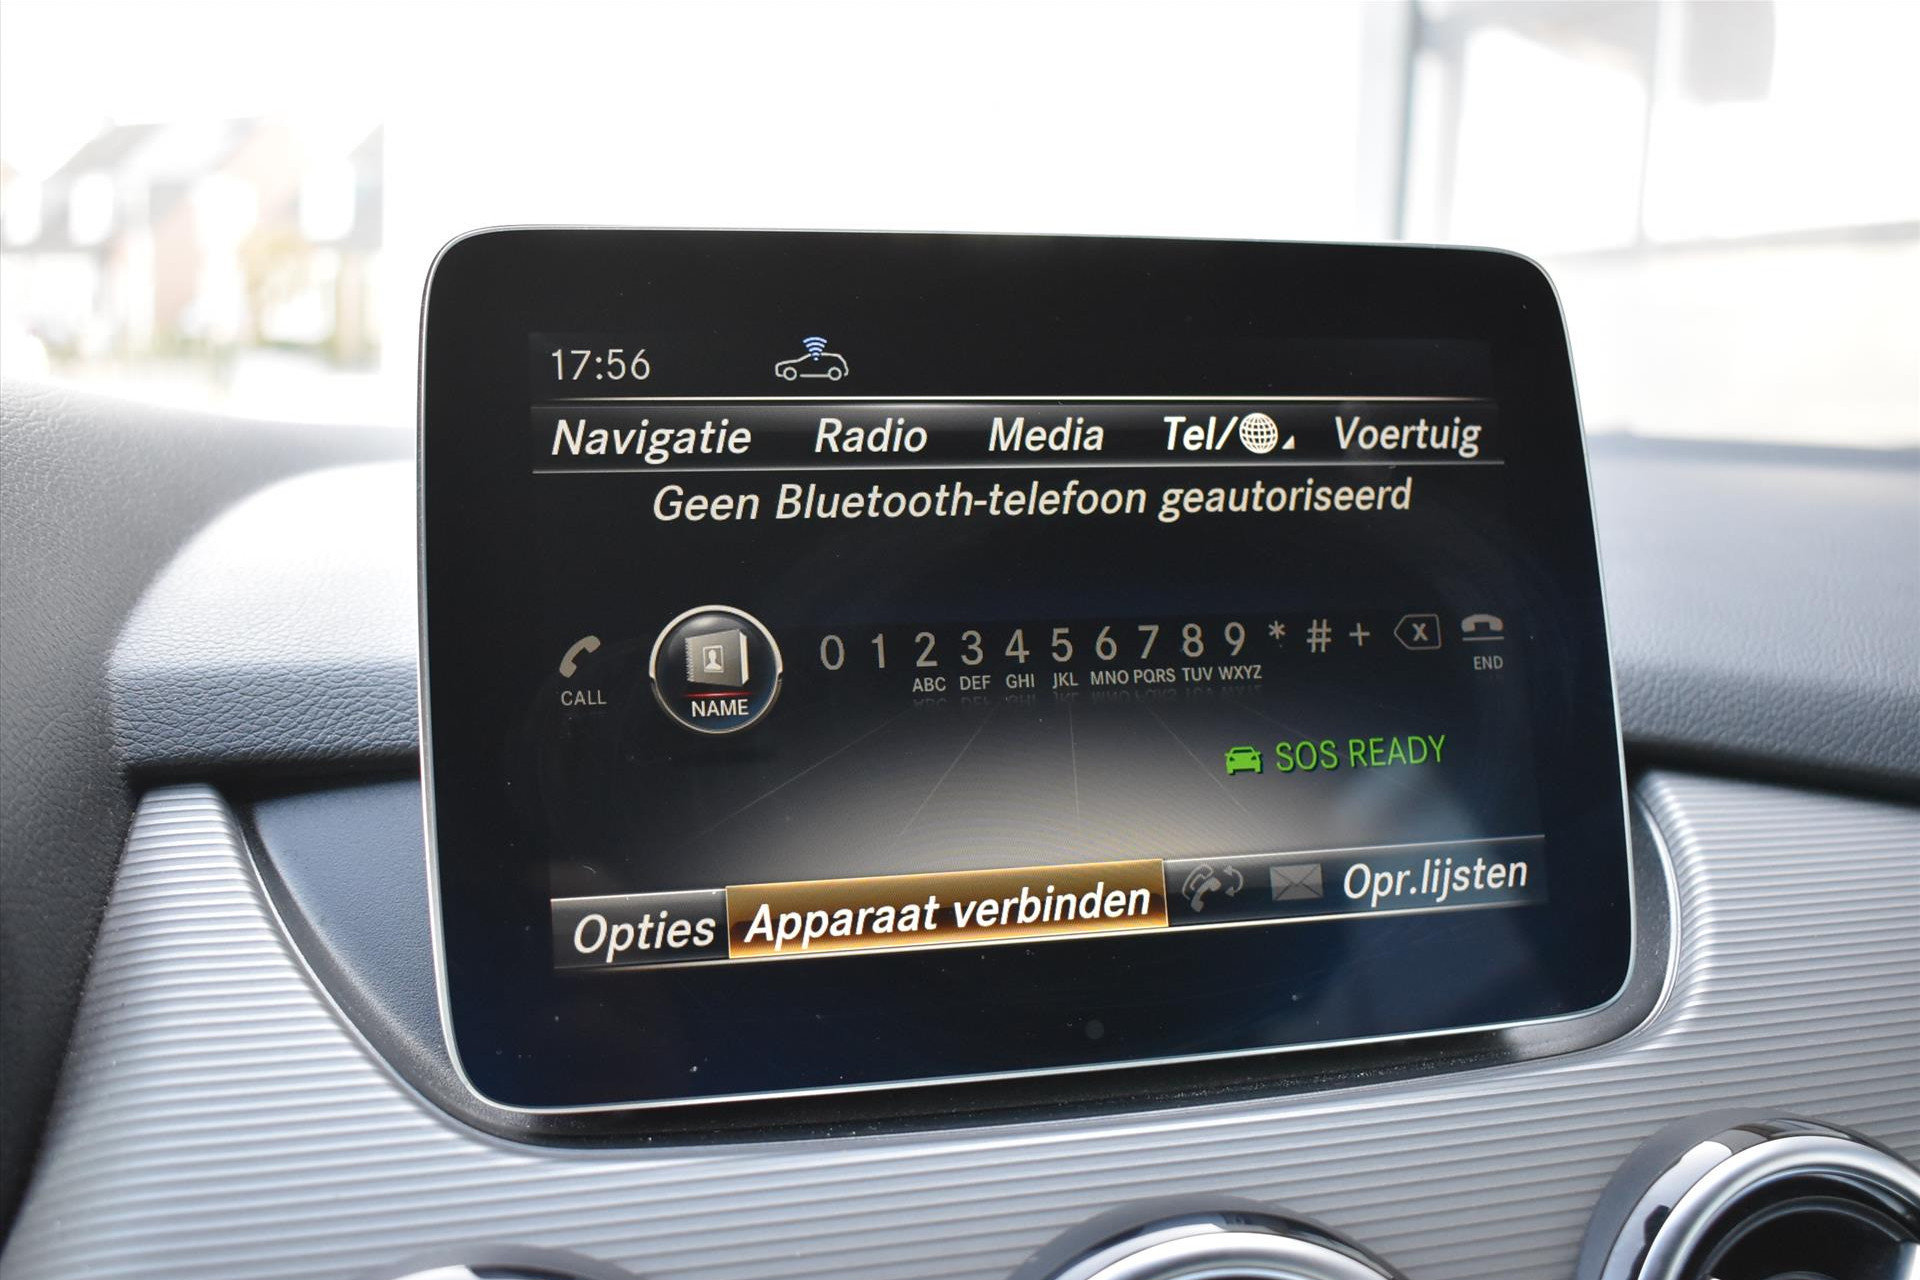 17:56
Navigatie Radio Media Tel/ Voertuig
Geen Bluetooth-telefoon geautoriseerd
0 1 2 3 4 5 6 7 8 9 * # + X
ABC DEF GHI JKL MNO PQRS TUV WXYZ
CALL NAME END
SOS READY
Opties Apparaat verbinden Opr.lijsten